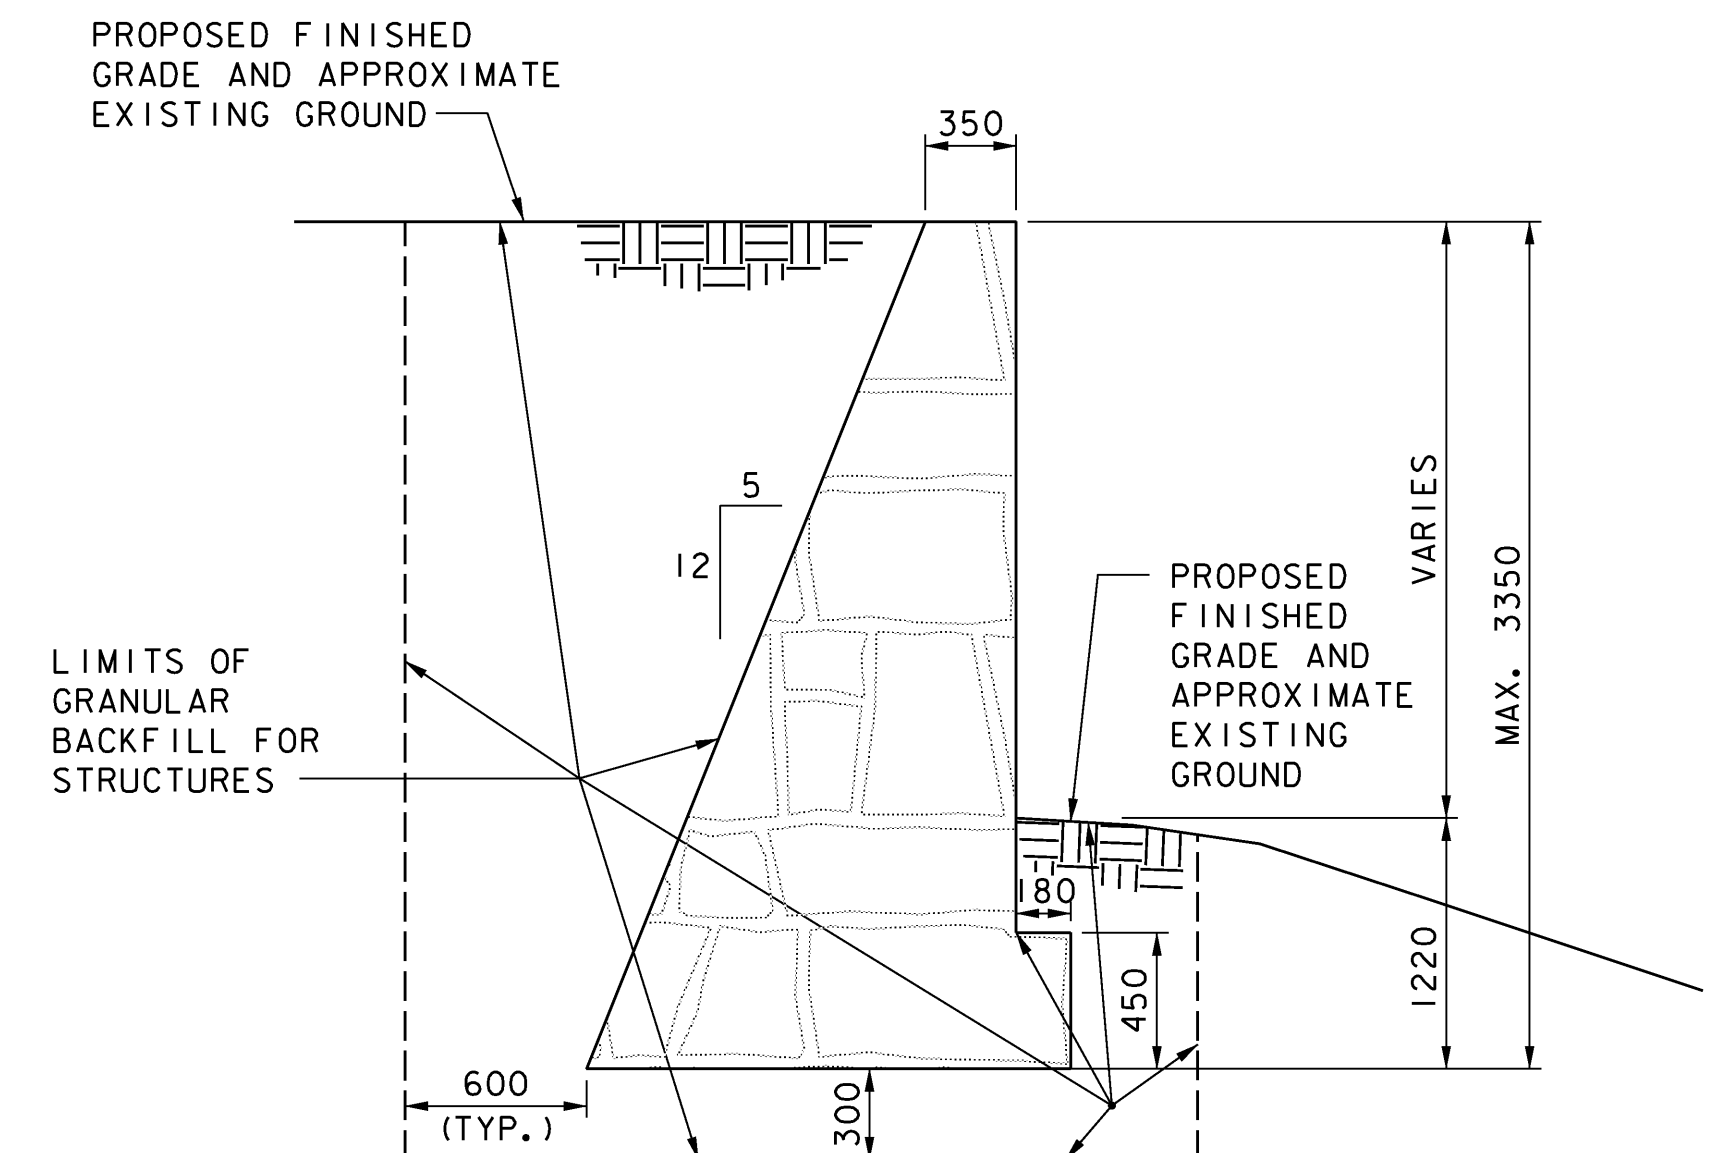 PROPOSED FINISHED
GRADE AND APPROXIMATE
EXISTING GROUND
350
5
12
VARIES
MAX. 3350
PROPOSED
FINISHED
GRADE AND
APPROXIMATE
EXISTING
GROUND
LIMITS OF
GRANULAR
BACKFILL FOR
STRUCTURES
180
450
1220
600
(TYP.)
300